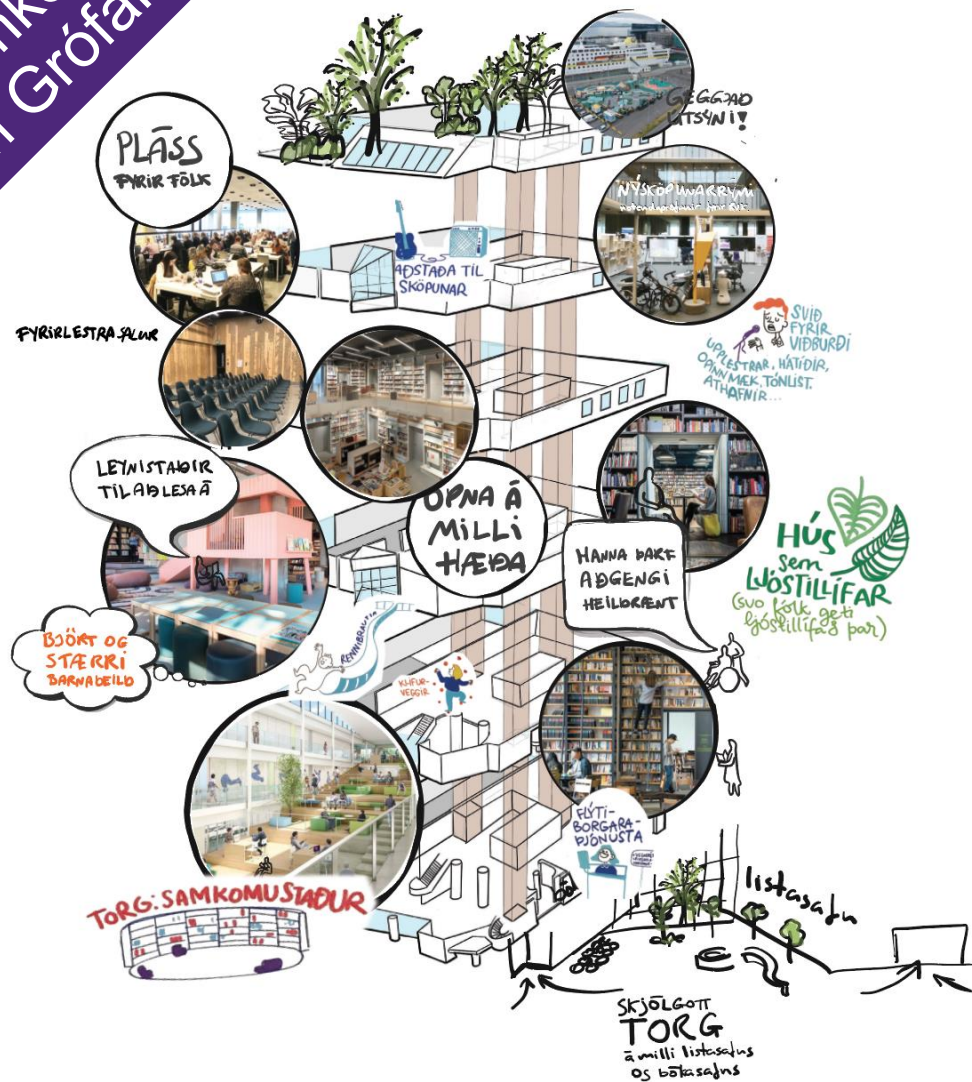 Grófar
GEGGJAÐ
ÚTSÝNI!
PLÁSS
FYRIR FÓLK
NÝSKÖPUNARRÝMI
AÐSTAÐA TIL
SKÖPUNAR
SVIÐ
FYRIR
VIÐBURÐI
UPPLESTRAR, HÁTÍÐIR,
OPINN MÆK, TÓNLIST.
ATHAFNIR...
FYRIRLESTRASALUR
LEYNISTAÐIR
TIL AÐ LESA Á
OPNA Á
MILLI
HÆÐA
HANNA ÞARF
AÐGENGI
HEILDRÆNT
HÚS
sem
LJÓSTILLÍFAR
(svo fólk geti
ljóstillífað þar)
BJÖRT OG
STÆRRI
BARNADEILD
RENNIBRAUTIR
KLIFUR-
VEGGIR
FLÝTI-
BORGARA-
ÞJÓNUSTA
TORG: SAMKOMUSTAÐUR
listasafn
SKJÓLGOTT
TORG
á milli listasafns
og bókasafns